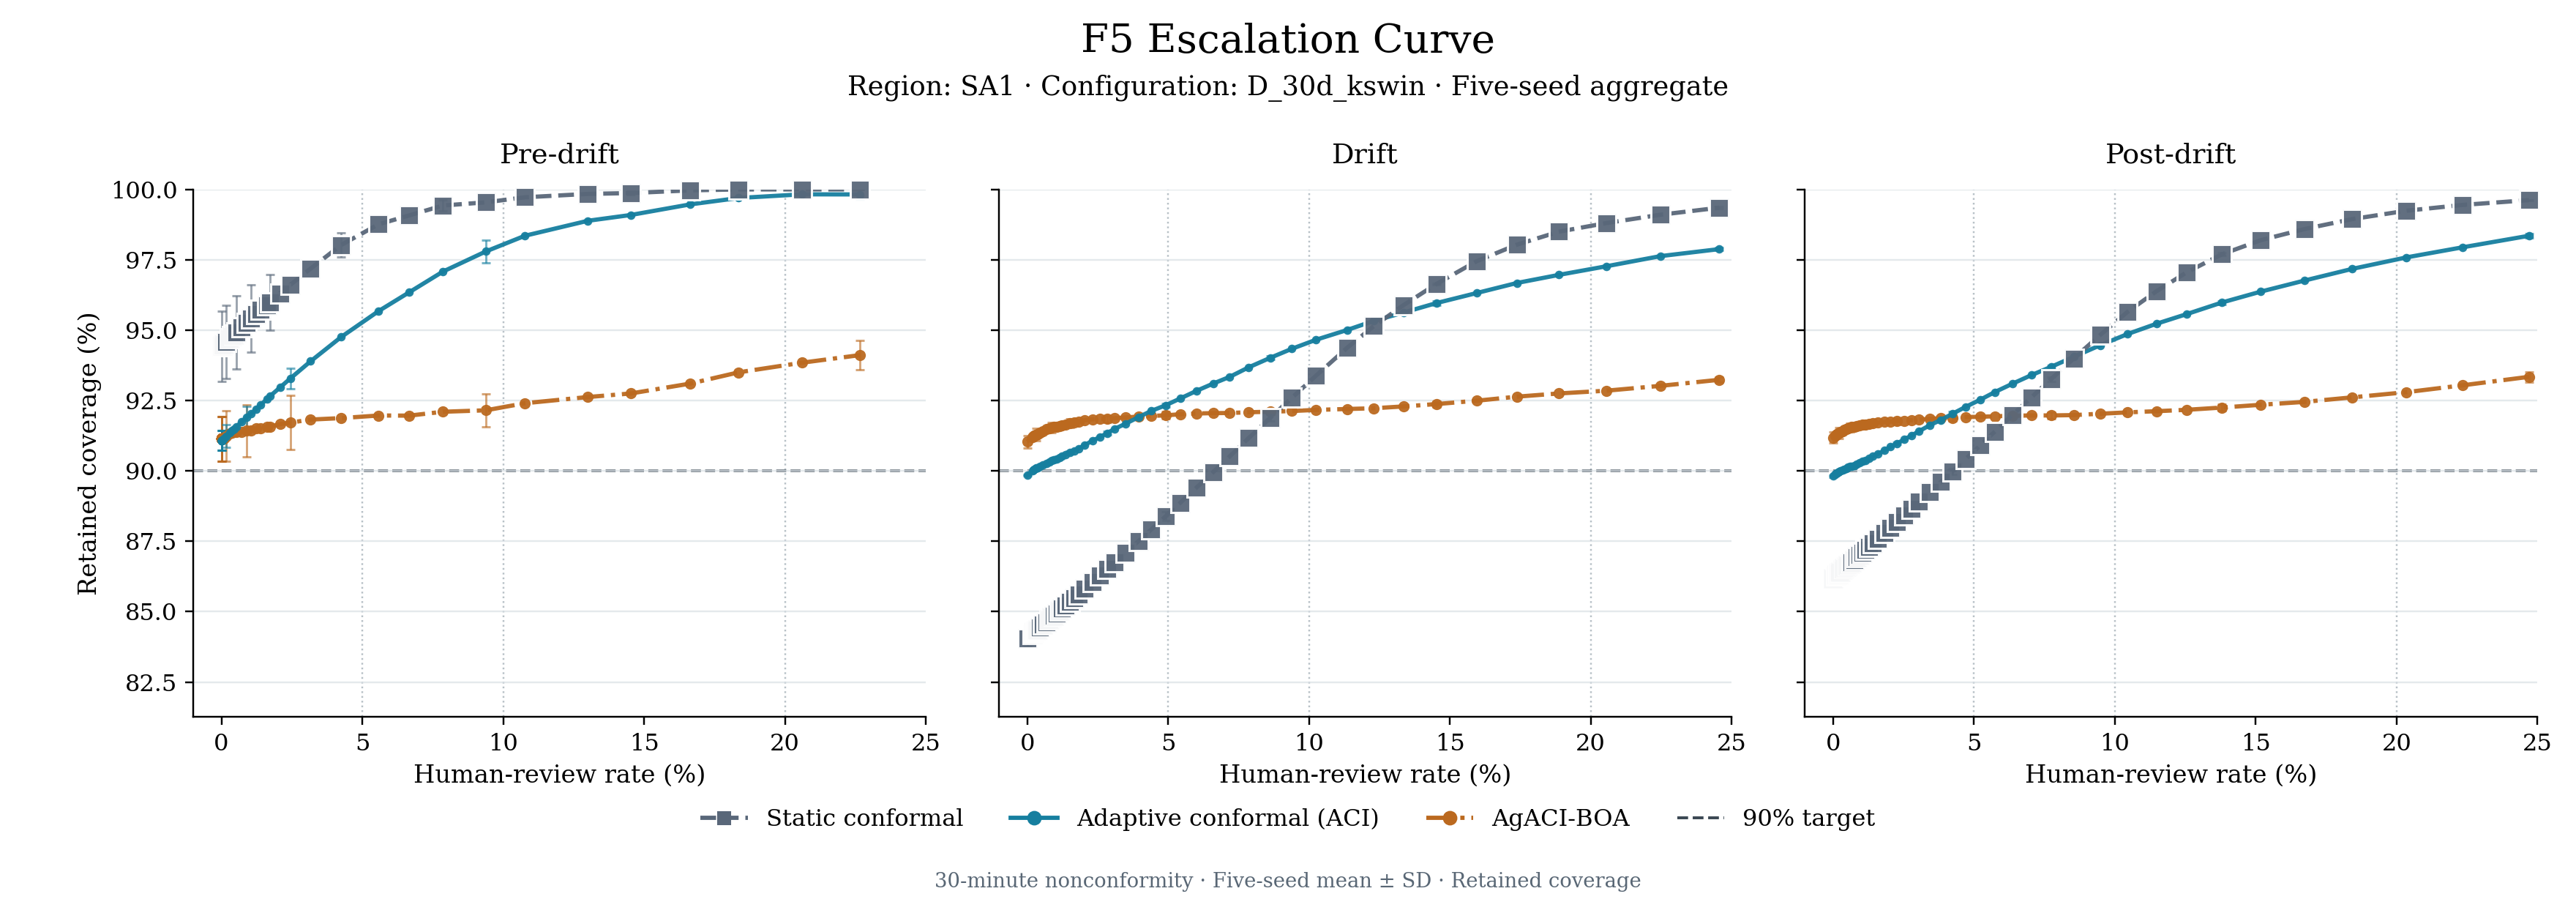 F5 Escalation Curve
Region: SA1 · Configuration: D_30d_kswin · Five-seed aggregate
Pre-drift
Drift
Post-drift
Retained coverage (%)
100.0
97.5
95.0
92.5
90.0
87.5
85.0
82.5
0 5 10 15 20 25
0 5 10 15 20 25
0 5 10 15 20 25
Human-review rate (%)
Human-review rate (%)
Human-review rate (%)
Static conformal
Adaptive conformal (ACI)
AgACI-BOA
90% target
30-minute nonconformity · Five-seed mean ± SD · Retained coverage